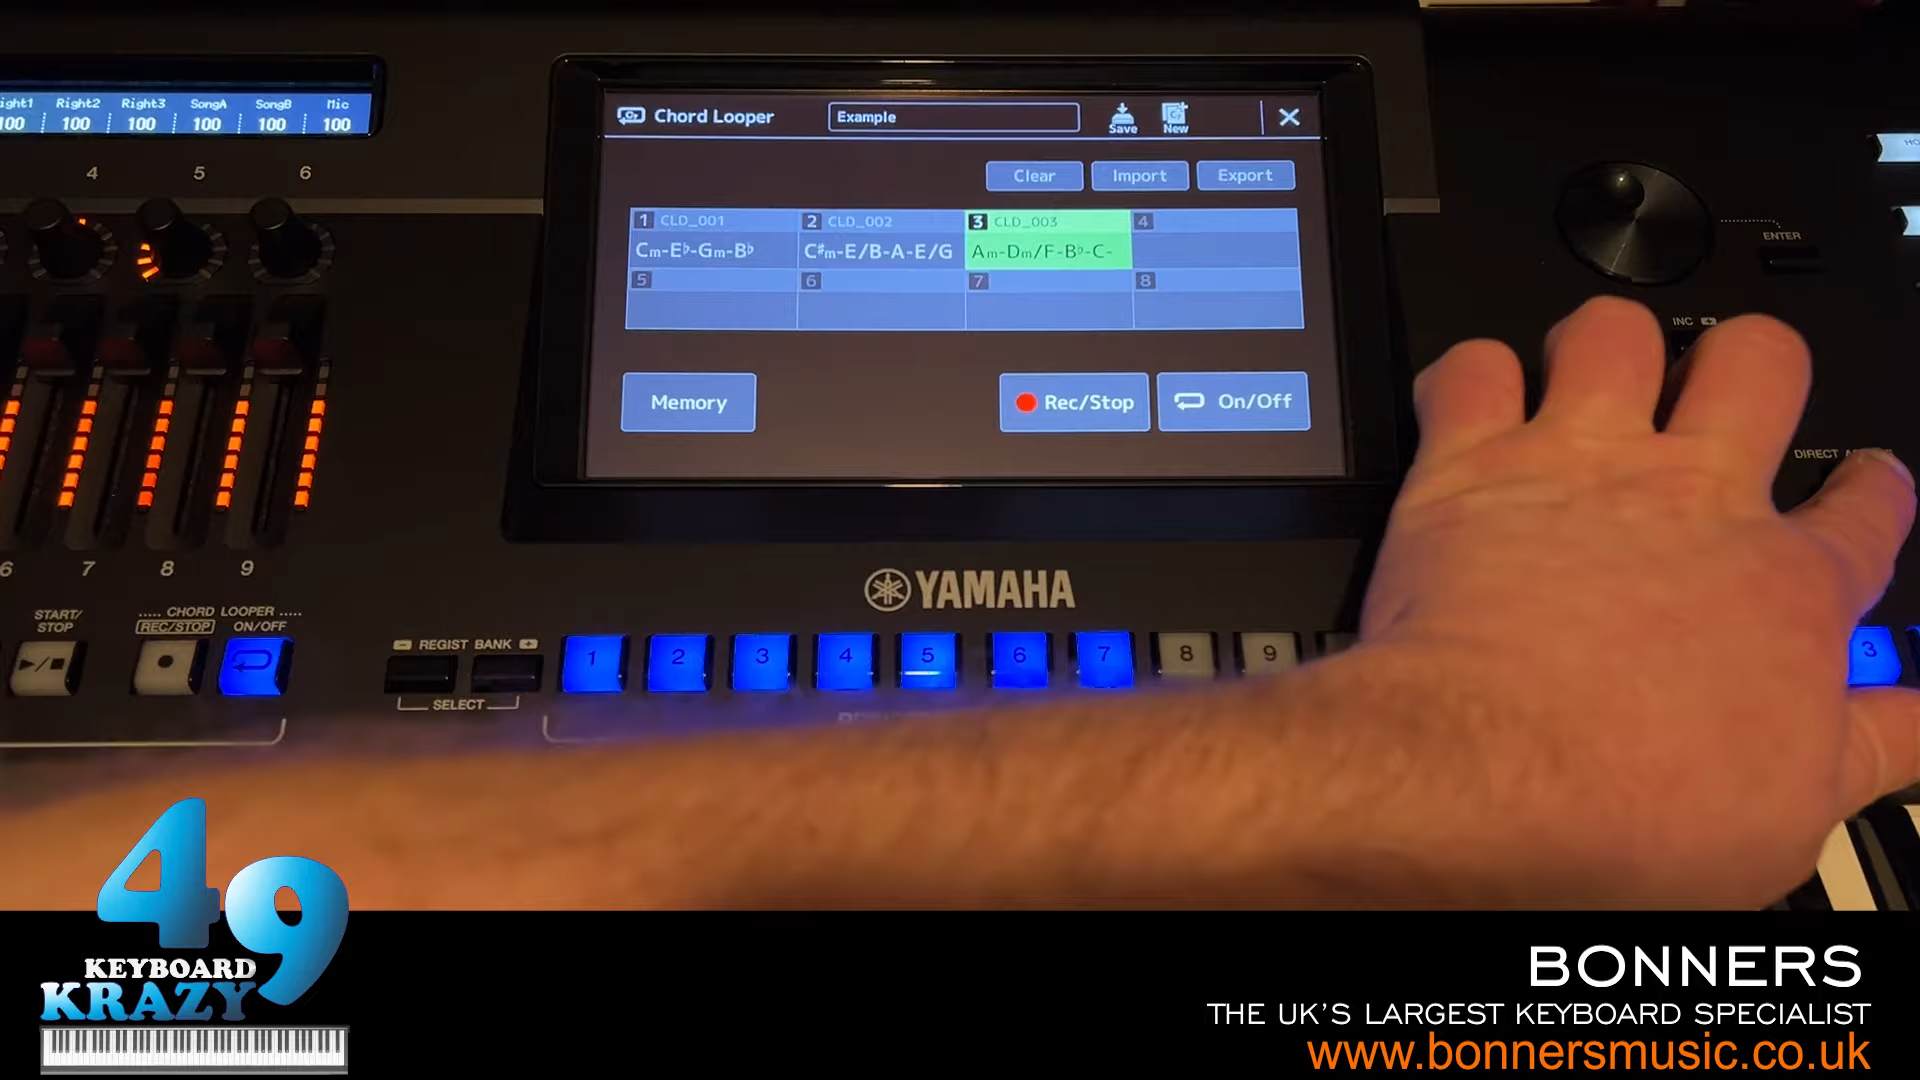 Right2 Right3 SongA SongB Mic
100 100 100 100 100 100
4 5 6
Chord Looper Example Save New
Clear Import Export
1 CLD_001 2 CLD_002 3 CLD_003 4
Cm-E♭-Gm-B♭ C#m-E/B-A-E/G Am-Dm/F-B♭-C-
5 6 7 8
Memory Rec/Stop On/Off
ENTER
INC +
DIRECT
6 7 8 9
YAMAHA
START/
STOP
CHORD LOOPER
REC/STOP ON/OFF
- REGIST BANK +
SELECT
1 2 3 4 5 6 7 8 9 3
49
KEYBOARD
KRAZY
BONNERS
THE UK'S LARGEST KEYBOARD SPECIALIST
www.bonnersmusic.co.uk